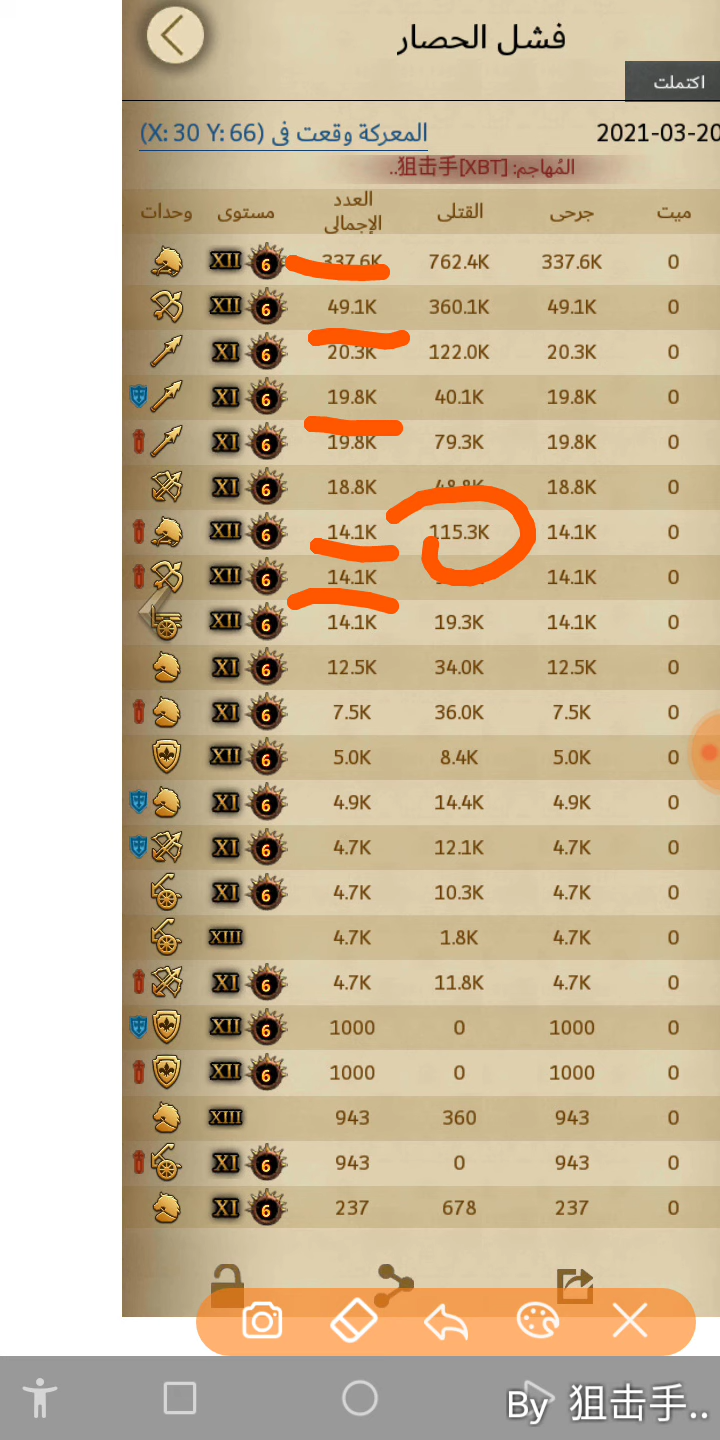 فشل الحصار
اكتملت
2021-03-20 المعركة وقعت في (X: 30 Y: 66)
المُهاجم: [XBT]狙击手..
وحدات مستوى العدد الإجمالى القتلى جرحى ميت
XII 6 337.6K 762.4K 337.6K 0
XII 6 49.1K 360.1K 49.1K 0
XI 6 20.3K 122.0K 20.3K 0
XI 6 19.8K 40.1K 19.8K 0
XI 6 19.8K 79.3K 19.8K 0
XI 6 18.8K 48.8K 18.8K 0
XII 6 14.1K 115.3K 14.1K 0
XII 6 14.1K 14.1K 0
XII 6 14.1K 19.3K 14.1K 0
XI 6 12.5K 34.0K 12.5K 0
XI 6 7.5K 36.0K 7.5K 0
XII 6 5.0K 8.4K 5.0K 0
XI 6 4.9K 14.4K 4.9K 0
XI 6 4.7K 12.1K 4.7K 0
XI 6 4.7K 10.3K 4.7K 0
XIII 4.7K 1.8K 4.7K 0
XI 6 4.7K 11.8K 4.7K 0
XII 6 1000 0 1000 0
XII 6 1000 0 1000 0
XIII 943 360 943 0
XI 6 943 0 943 0
XI 6 237 678 237 0
By 狙击手..